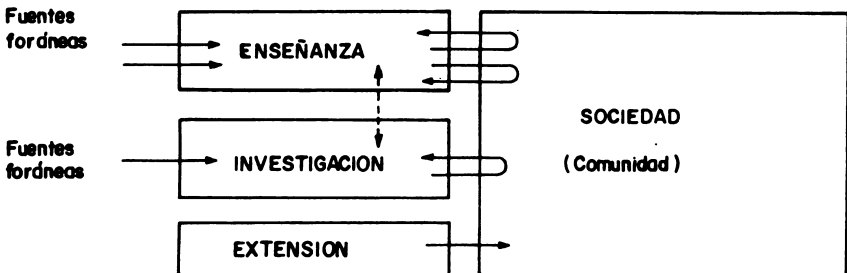 Fuentes
foráneas
ENSEÑANZA
SOCIEDAD
(Comunidad)
Fuentes
foráneas
INVESTIGACION
EXTENSION